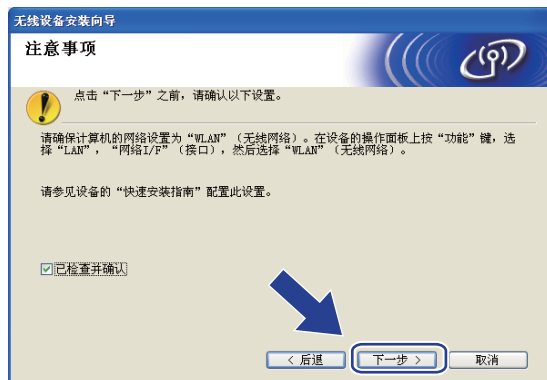 无线设备安装向导
注意事项
点击“下一步”之前，请确认以下设置。
请确保计算机的网络设置为“WLAN”（无线网络）。在设备的操作面板上按“功能”键，选
择“LAN”，“网络I/F”（接口），然后选择“WLAN”（无线网络）。
请参见设备的“快速安装指南”配置此设置。
已检查并确认
< 后退 下一步 > 取消